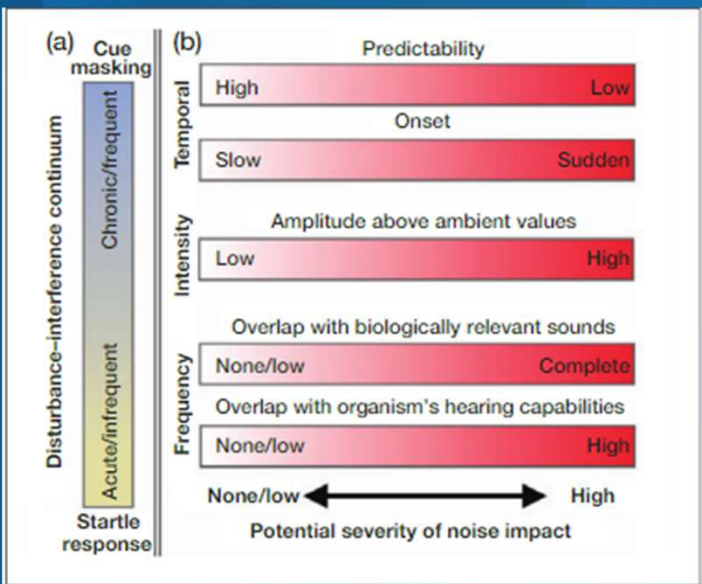 (a)
Cue
masking
Disturbance–interference continuum
Chronic/frequent
Acute/infrequent
Startle
response
(b)
Temporal
Predictability
High Low
Onset
Slow Sudden
Intensity
Amplitude above ambient values
Low High
Frequency
Overlap with biologically relevant sounds
None/low Complete
Overlap with organism's hearing capabilities
None/low High
None/low High
Potential severity of noise impact